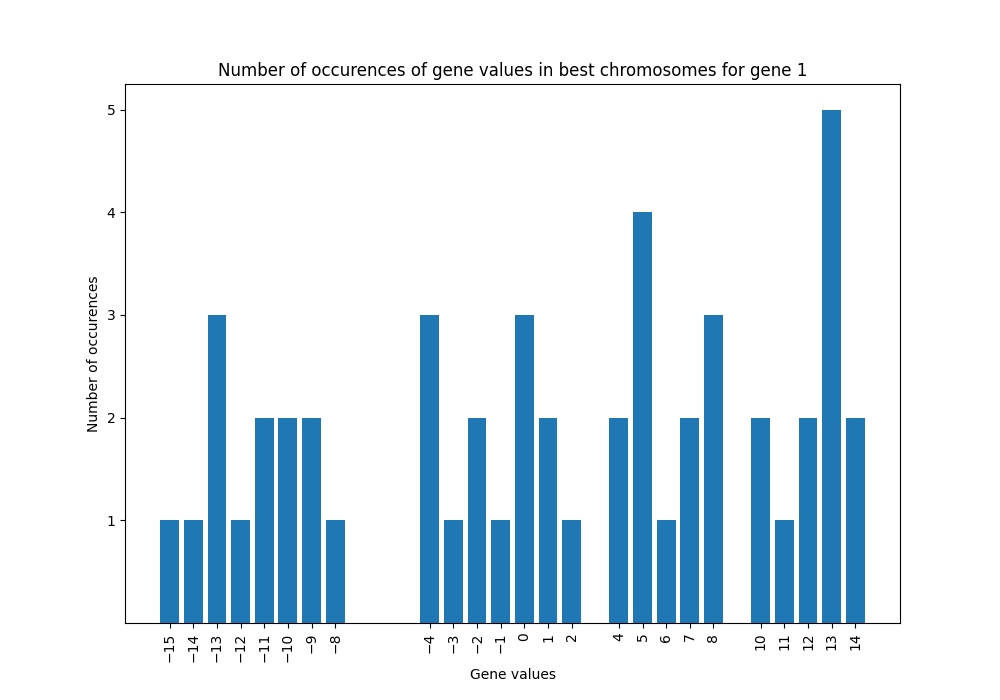 Number of occurences of gene values in best chromosomes for gene 1
Number of occurences
5
4
3
2
1
−15 −14 −13 −12 −11 −10 −9 −8 −4 −3 −2 −1 0 1 2 4 5 6 7 8 10 11 12 13 14
Gene values